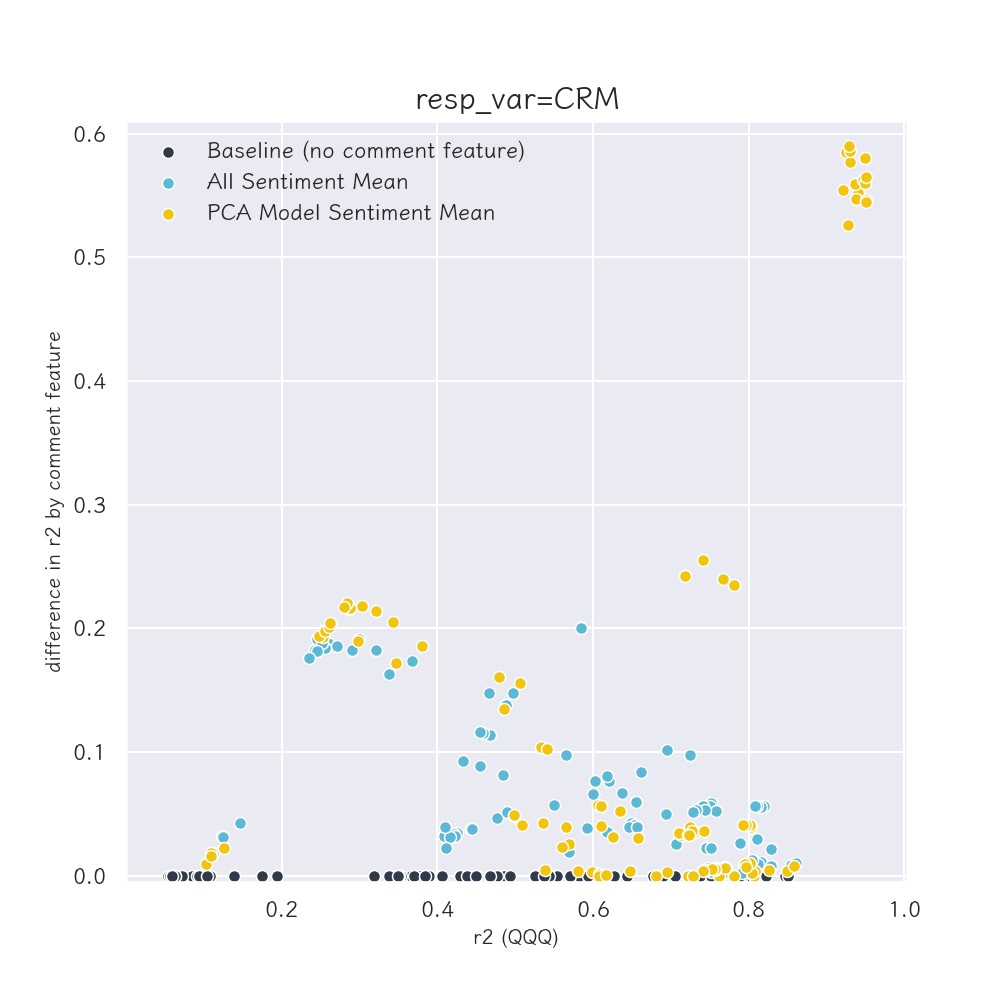 resp_var=CRM
Baseline (no comment feature)
All Sentiment Mean
PCA Model Sentiment Mean
difference in r2 by comment feature
0.6
0.5
0.4
0.3
0.2
0.1
0.0
0.2 0.4 0.6 0.8 1.0
r2 (QQQ)